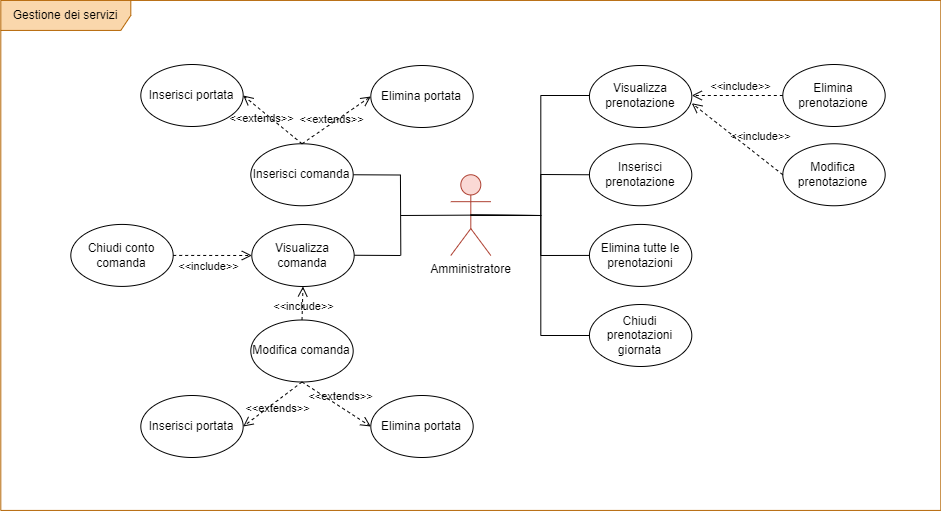 Gestione dei servizi
Inserisci portata
Elimina portata
<<extends>>
<<extends>>
Inserisci comanda
Chiudi conto
comanda
<<include>>
Visualizza
comanda
<<include>>
Modifica comanda
<<extends>>
<<extends>>
Inserisci portata
Elimina portata
Amministratore
Visualizza
prenotazione
<<include>>
Elimina
prenotazione
<<include>>
Modifica
prenotazione
Inserisci
prenotazione
Elimina tutte le
prenotazioni
Chiudi
prenotazioni
giornata